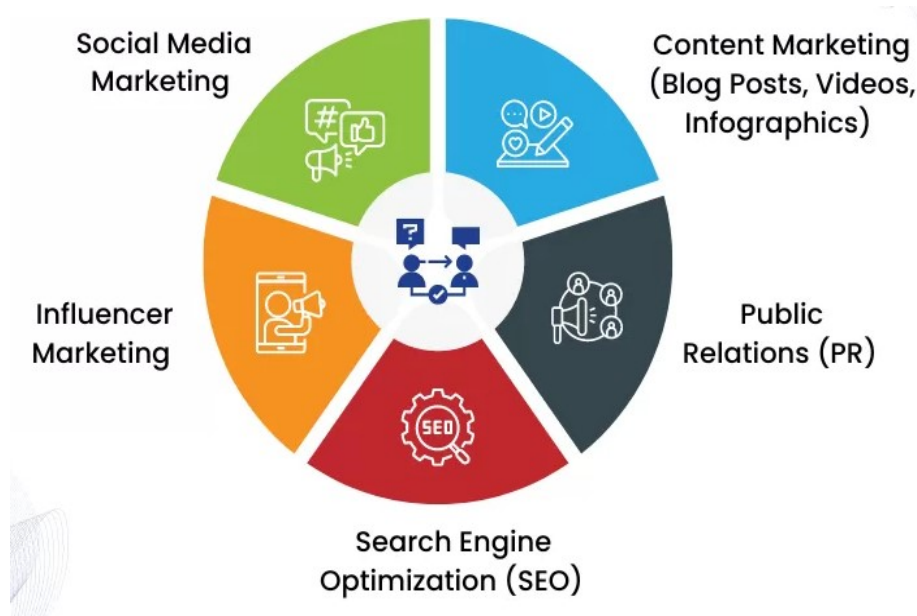 Social Media
Marketing
Content Marketing
(Blog Posts, Videos,
Infographics)
#
?
Influencer
Marketing
Public
Relations (PR)
SEO
Search Engine
Optimization (SEO)